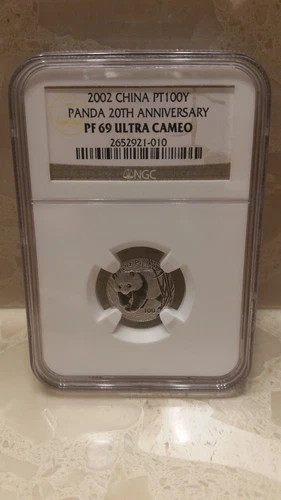 2002 CHINA PT100Y
PANDA 20TH ANNIVERSARY
PF 69 ULTRA CAMEO
2652921-010
NGC